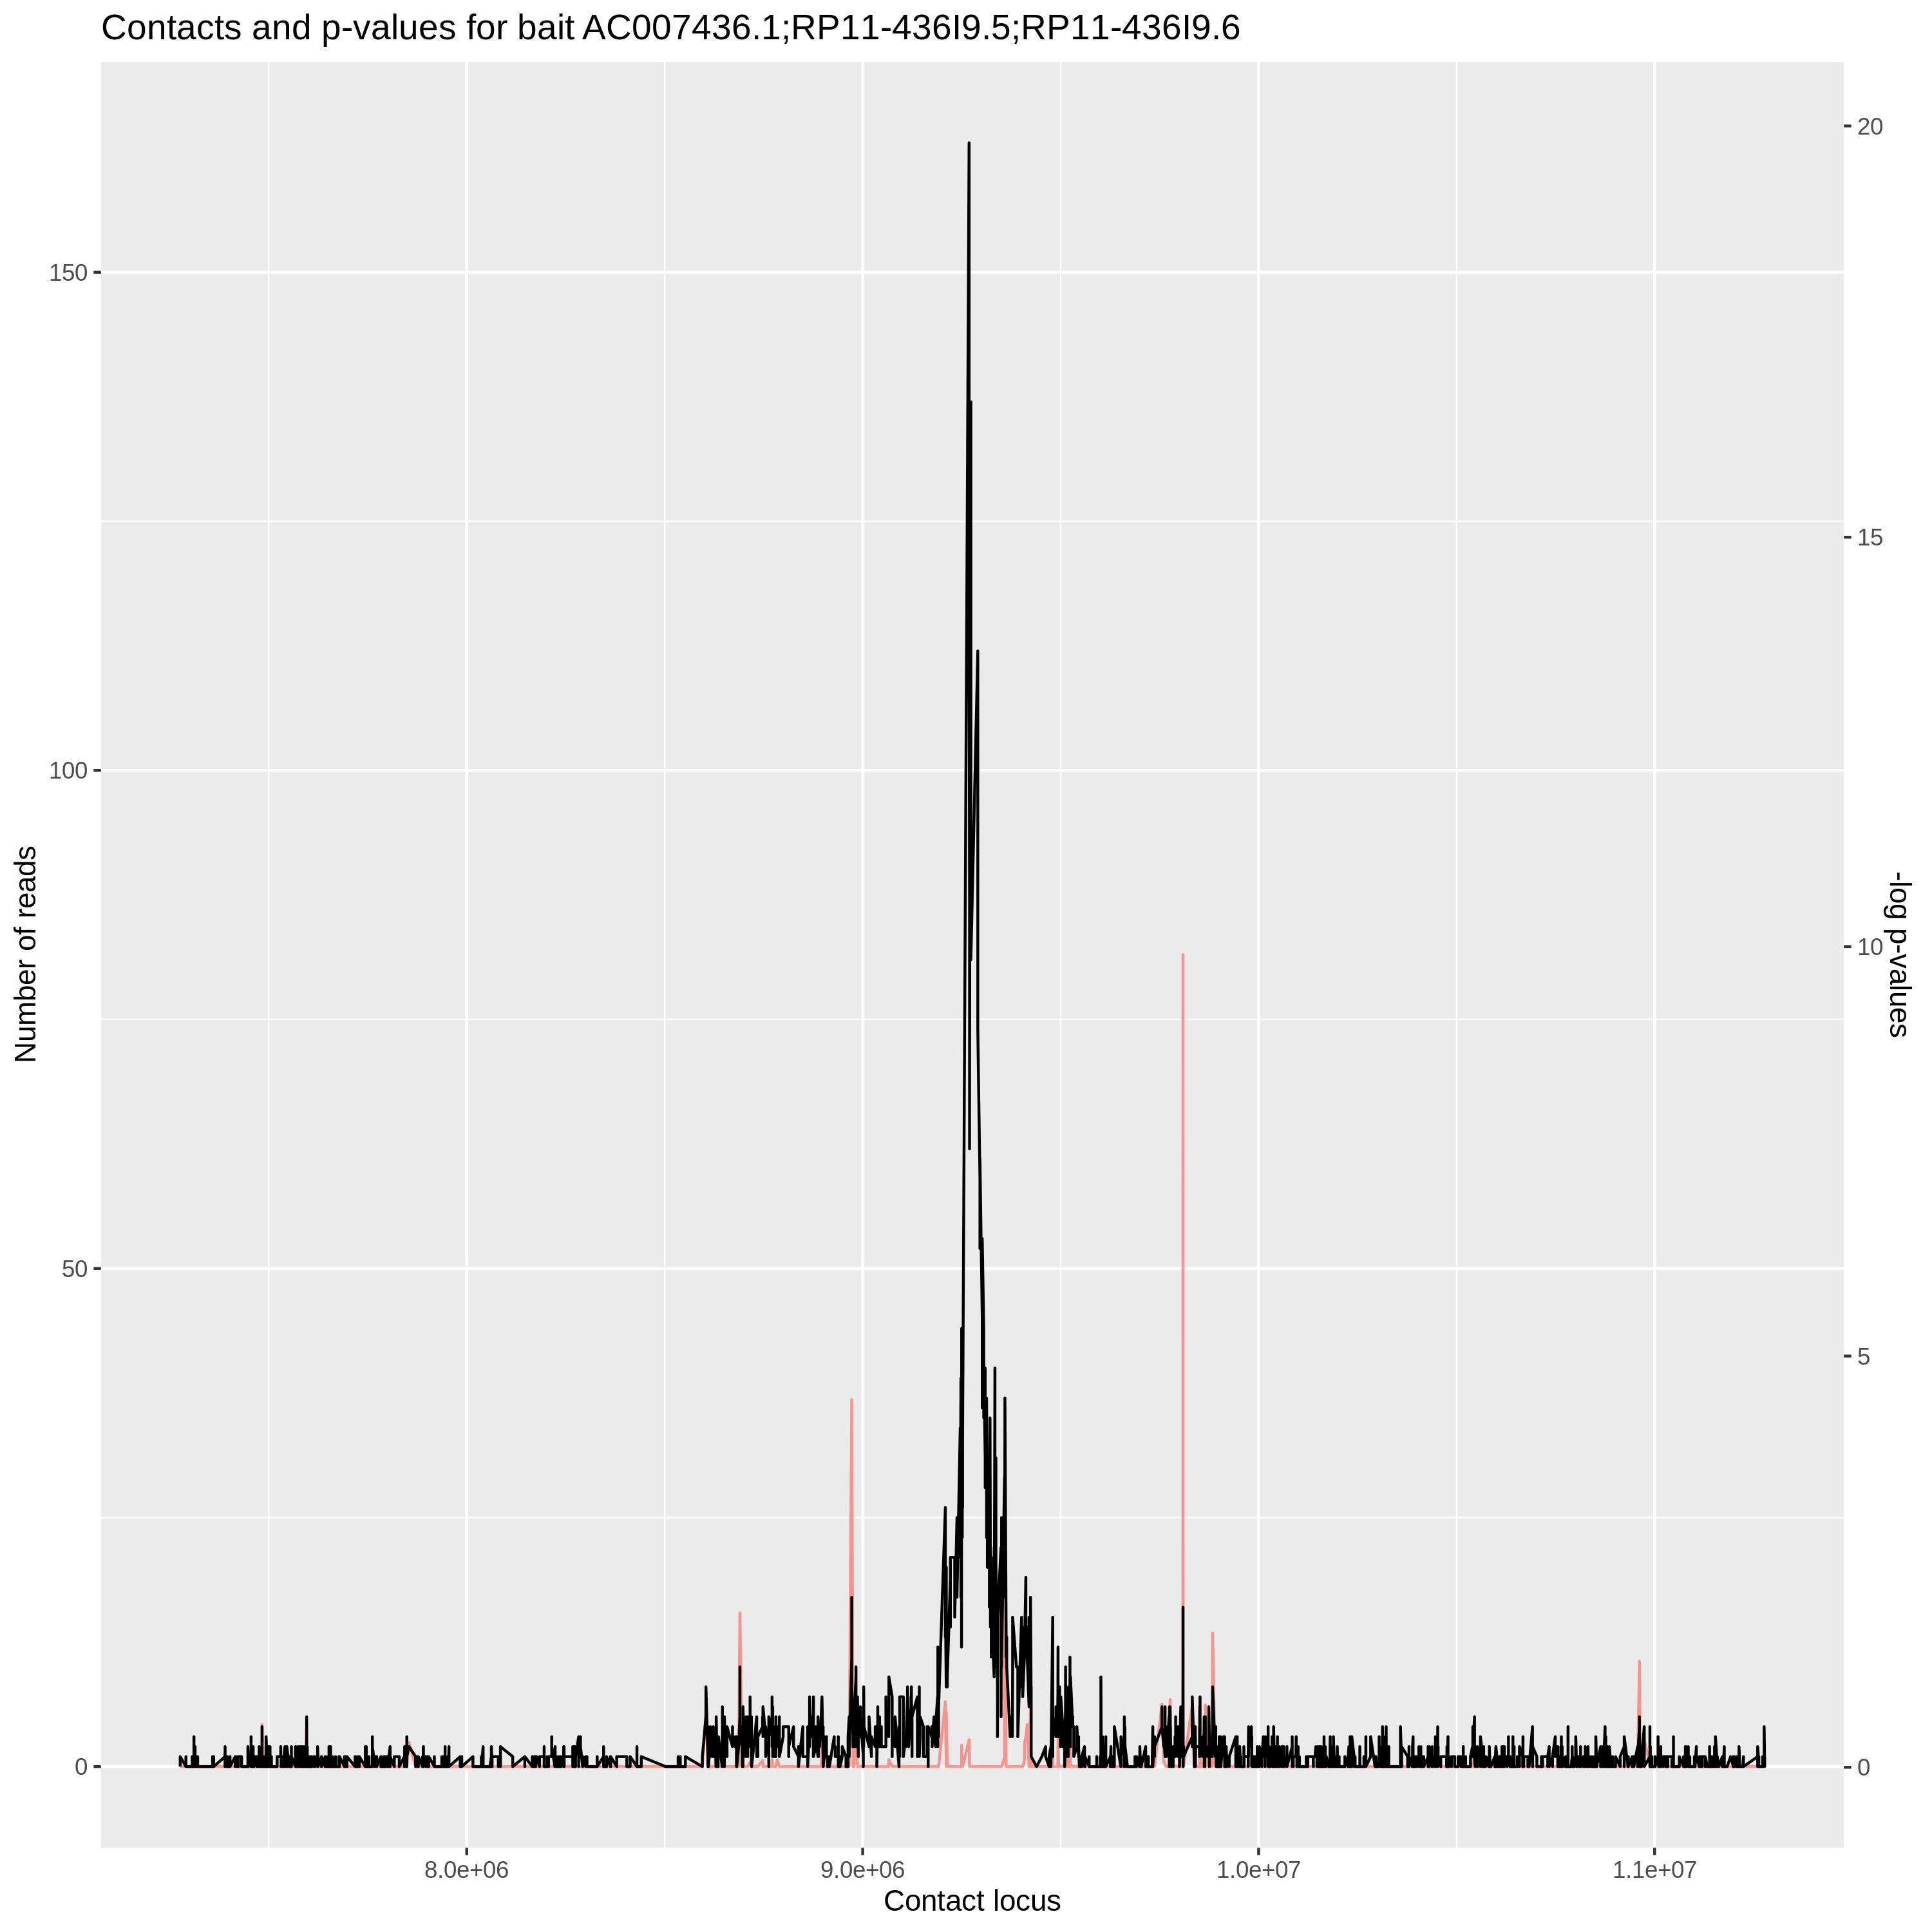 Contacts and p-values for bait AC007436.1;RP11-436I9.5;RP11-436I9.6
Number of reads
150
100
50
0
20
15
10
5
0
-log p-values
8.0e+06
9.0e+06
1.0e+07
1.1e+07
Contact locus